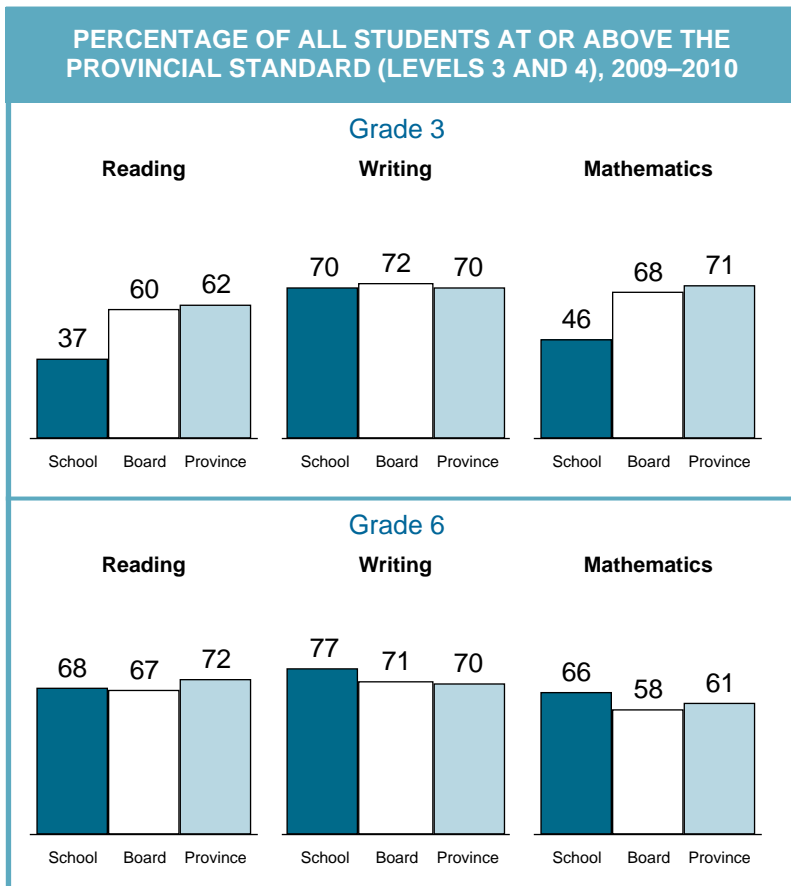 PERCENTAGE OF ALL STUDENTS AT OR ABOVE THE
PROVINCIAL STANDARD (LEVELS 3 AND 4), 2009–2010
Grade 3
Reading Writing Mathematics
37 60 62 70 72 70 46 68 71
School Board Province School Board Province School Board Province
Grade 6
Reading Writing Mathematics
68 67 72 77 71 70 66 58 61
School Board Province School Board Province School Board Province